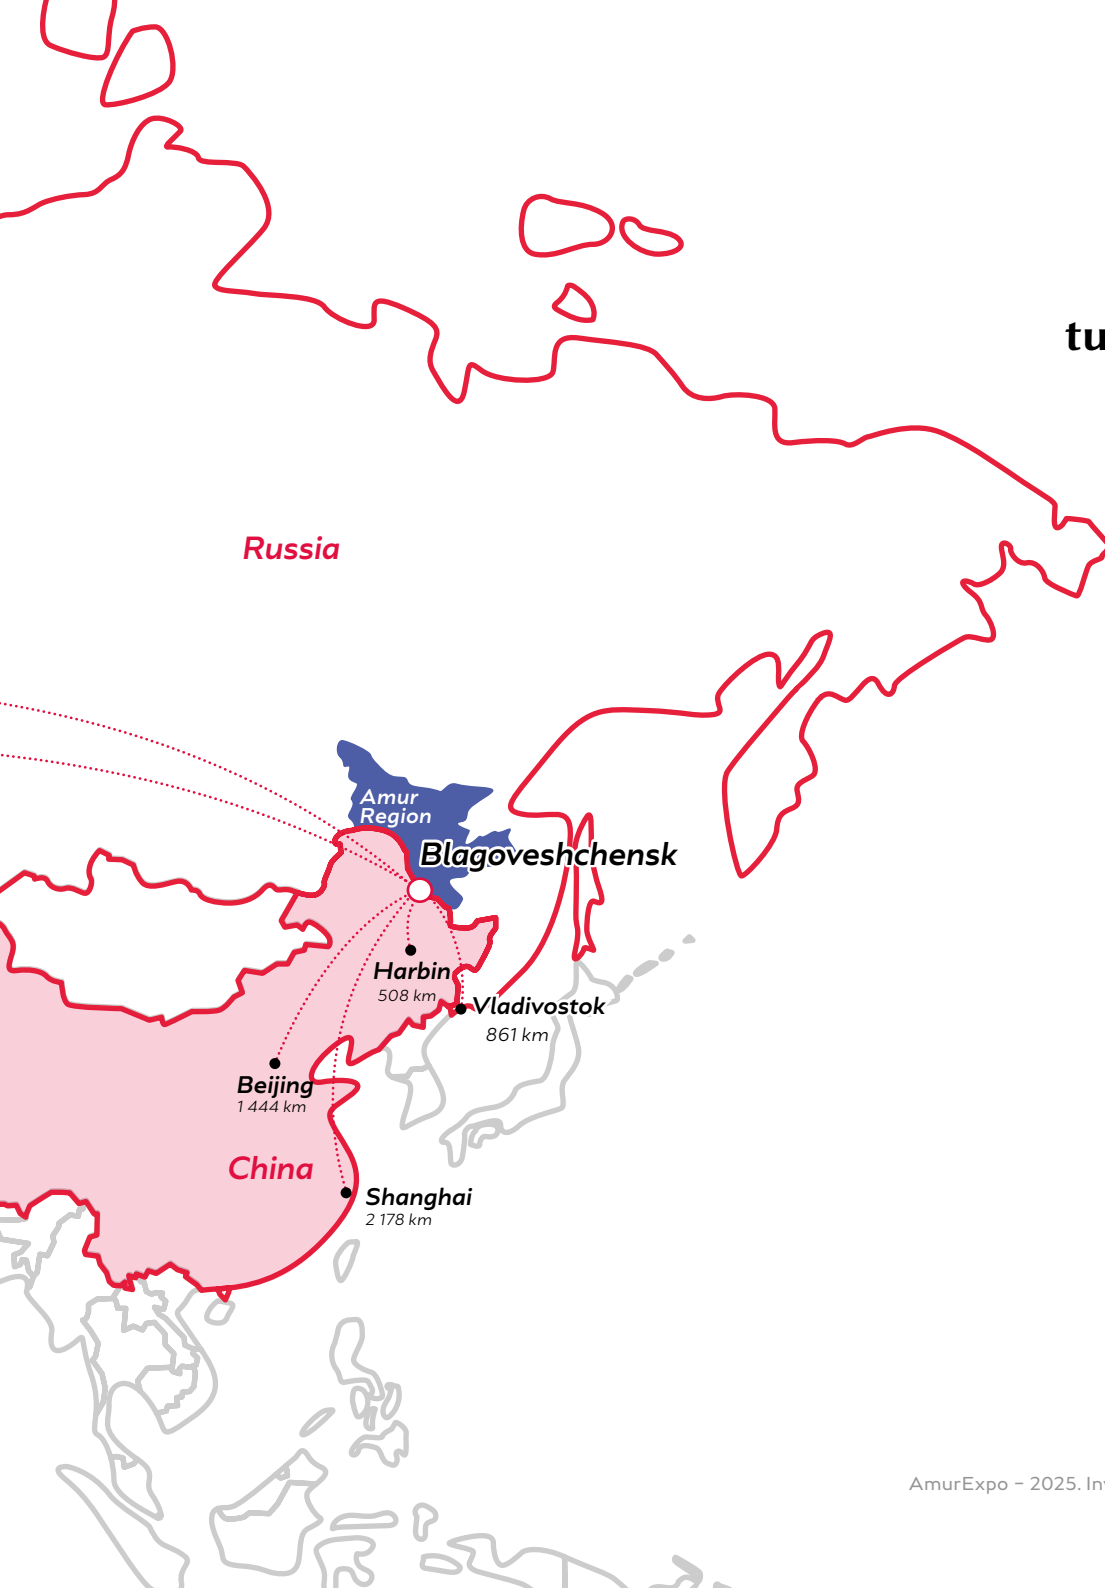 tu
Russia
Amur
Region
Blagoveshchensk
Harbin
508 km
Vladivostok
861 km
Beijing
1 444 km
China
Shanghai
2 178 km
AmurExpo – 2025. In